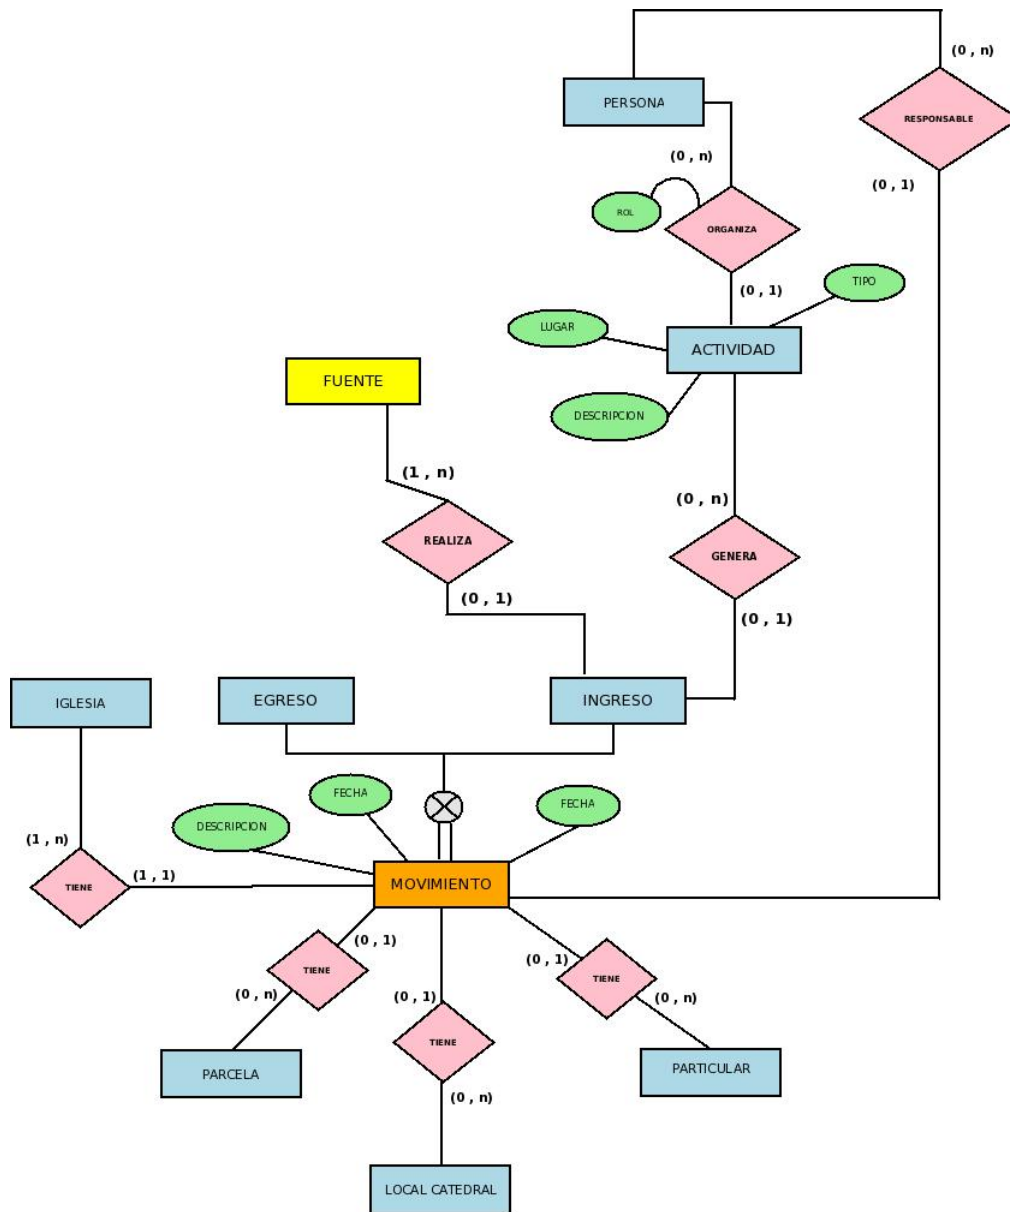 (0 , n)
PERSONA
RESPONSABLE
(0 , n)
(0 , 1)
ROL
ORGANIZA
TIPO
(0 , 1)
LUGAR
ACTIVIDAD
FUENTE
DESCRIPCION
(1 , n)
(0 , n)
REALIZA
GENERA
(0 , 1)
(0 , 1)
IGLESIA
EGRESO
INGRESO
FECHA
FECHA
DESCRIPCION
(1 , n)
(1 , 1)
TIENE
MOVIMIENTO
(0 , 1)
(0 , 1)
TIENE
TIENE
(0 , n)
(0 , 1)
(0 , n)
TIENE
PARCELA
PARTICULAR
(0 , n)
LOCAL CATEDRAL